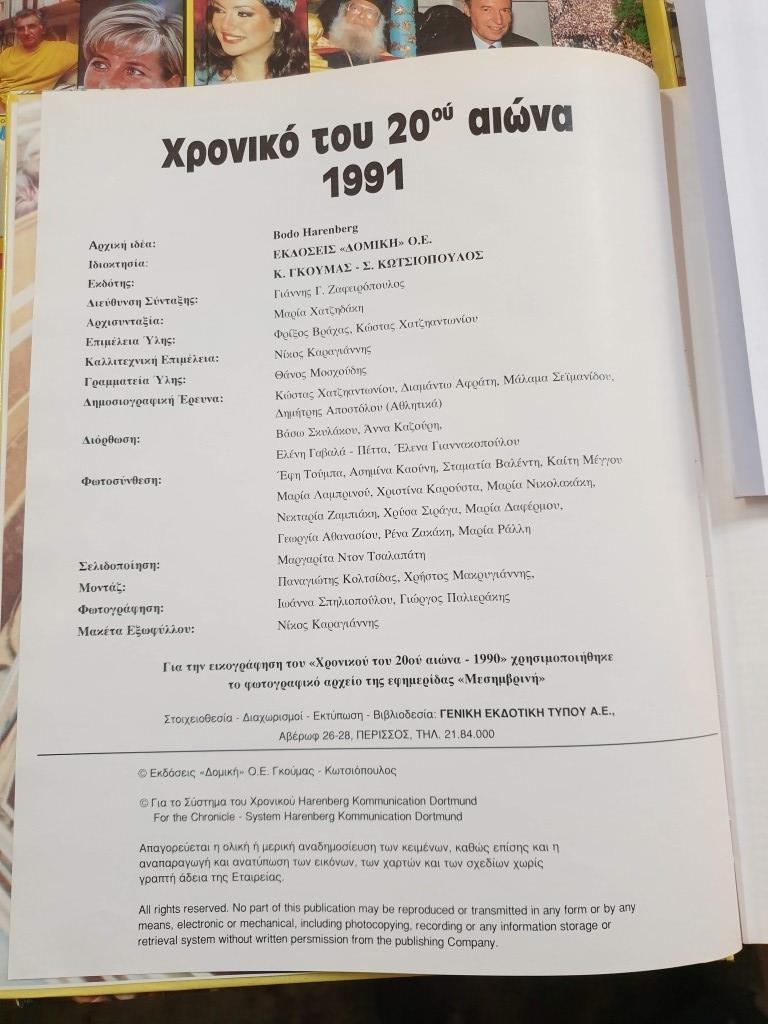 Χρονικό του 20ού αιώνα
1991
Αρχική ιδέα: Bodo Harenberg
Ιδιοκτησία: ΕΚΔΟΣΕΙΣ «ΔΟΜΙΚΗ» Ο.Ε.
Εκδότης: Κ. ΓΚΟΥΜΑΣ - Σ. ΚΩΤΣΙΟΠΟΥΛΟΣ
Διεύθυνση Σύνταξης: Γιάννης Γ. Ζαφειρόπουλος
Αρχισυνταξία: Μαρία Χατζηδάκη
Επιμέλεια Ύλης: Φρίξος Βράχας, Κώστας Χατζηαντωνίου
Καλλιτεχνική Επιμέλεια: Νίκος Καραγιάννης
Γραμματεία Ύλης: Θάνος Μοσχούδης
Δημοσιογραφική Έρευνα: Κώστας Χατζηαντωνίου, Διαμάντω Αφράτη, Μάλαμα Σεϊμανίδου,
Δημήτρης Αποστόλου (Αθλητικά)
Διόρθωση: Βάσω Σκυλάκου, Άννα Καζούρη,
Ελένη Γαβαλά - Πέττα, Έλενα Γιαννακοπούλου
Φωτοσύνθεση: Έφη Τούμπα, Ασημίνα Καούνη, Σταματία Βαλέντη, Καίτη Μέγγου
Μαρία Λαμπρινού, Χριστίνα Καρούστα, Μαρία Νικολακάκη,
Νεκταρία Ζαμπιάκη, Χρύσα Σιράγα, Μαρία Δαφέρμου,
Γεωργία Αθανασίου, Ρένα Ζακάκη, Μαρία Ράλλη
Σελιδοποίηση: Μαργαρίτα Ντον Τσαλαπάτη
Μοντάζ: Παναγιώτης Κολτσίδας, Χρήστος Μακρυγιάννης,
Φωτογράφηση: Ιωάννα Σπηλιοπούλου, Γιώργος Παλιεράκης
Μακέτα Εξωφύλλου: Νίκος Καραγιάννης
Για την εικογράφηση του «Χρονικού του 20ού αιώνα - 1990» χρησιμοποιήθηκε
το φωτογραφικό αρχείο της εφημερίδας «Μεσημβρινή»
Στοιχειοθεσία - Διαχωρισμοί - Εκτύπωση - Βιβλιοδεσία: ΓΕΝΙΚΗ ΕΚΔΟΤΙΚΗ ΤΥΠΟΥ Α.Ε.,
Αβέρωφ 26-28, ΠΕΡΙΣΣΟΣ, ΤΗΛ. 21.84.000
© Εκδόσεις «Δομική» Ο.Ε. Γκούμας - Κωτσιόπουλος
© Για το Σύστημα του Χρονικού Harenberg Kommunication Dortmund
For the Chronicle - System Harenberg Kommunication Dortmund
Απαγορεύεται η ολική ή μερική αναδημοσίευση των κειμένων, καθώς επίσης και η
αναπαραγωγή και ανατύπωση των εικόνων, των χαρτών και των σχεδίων χωρίς
γραπτή άδεια της Εταιρείας.
All rights reserved. No part of this publication may be reproduced or transmitted in any form or by any
means, electronic or mechanical, including photocopying, recording or any information storage or
retrieval system without written persmission from the publishing Company.